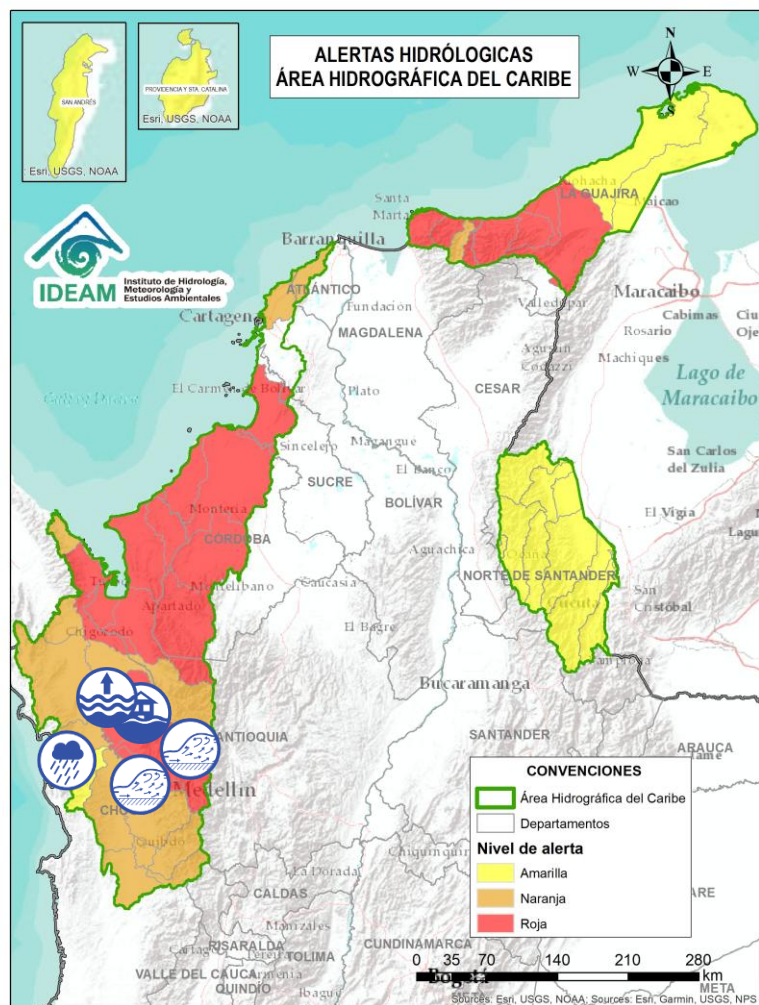 ALERTAS HIDRÓLOGICAS
ÁREA HIDROGRÁFICA DEL CARIBE
N
W
E
S
SAN ANDRÉS
Esri, USGS, NOAA
PROVIDENCIA Y STA. CATALINA
Esri, USGS, NOAA
IDEAM
Instituto de Hidrología,
Meteorología y
Estudios Ambientales
Santa
Marta
LA GUAJIRA
Maicao
Barranquilla
ATLÁNTICO
Cartagena
Fundación
MAGDALENA
Valledupar
Maracaibo
Cabimas
Rosario
Machiques
Agustín
Codazzi
CESAR
Lago de
Maracaibo
El Carmen de Bolívar
Plato
Sincelejo
Magangué
SUCRE
El Banco
BOLÍVAR
San Carlos
del Zulia
El Vigía
Montería
CÓRDOBA
Aguachica
Ocaña
NORTE DE SANTANDER
Cúcuta
San
Cristóbal
Montelibano
Caucasia
Apartado
Chigorodó
El Bagre
Pamplona
Bucaramanga
ANTIOQUIA
SANTANDER
ARAUCA
Medellín
Quibdó
La Dorada
CALDAS
Manizales
RISARALDA
Pereira
TOLIMA
CUNDINAMARCA
VALLE DEL CAUCA
Armenia
QUINDÍO
Ibagué
Bogotá
META
CONVENCIONES
Área Hidrográfica del Caribe
Departamentos
Nivel de alerta
Amarilla
Naranja
Roja
0 35 70 140 210 280
km
Sources: Esri, USGS, NOAA; Sources: Esri, Garmin, USGS, NPS